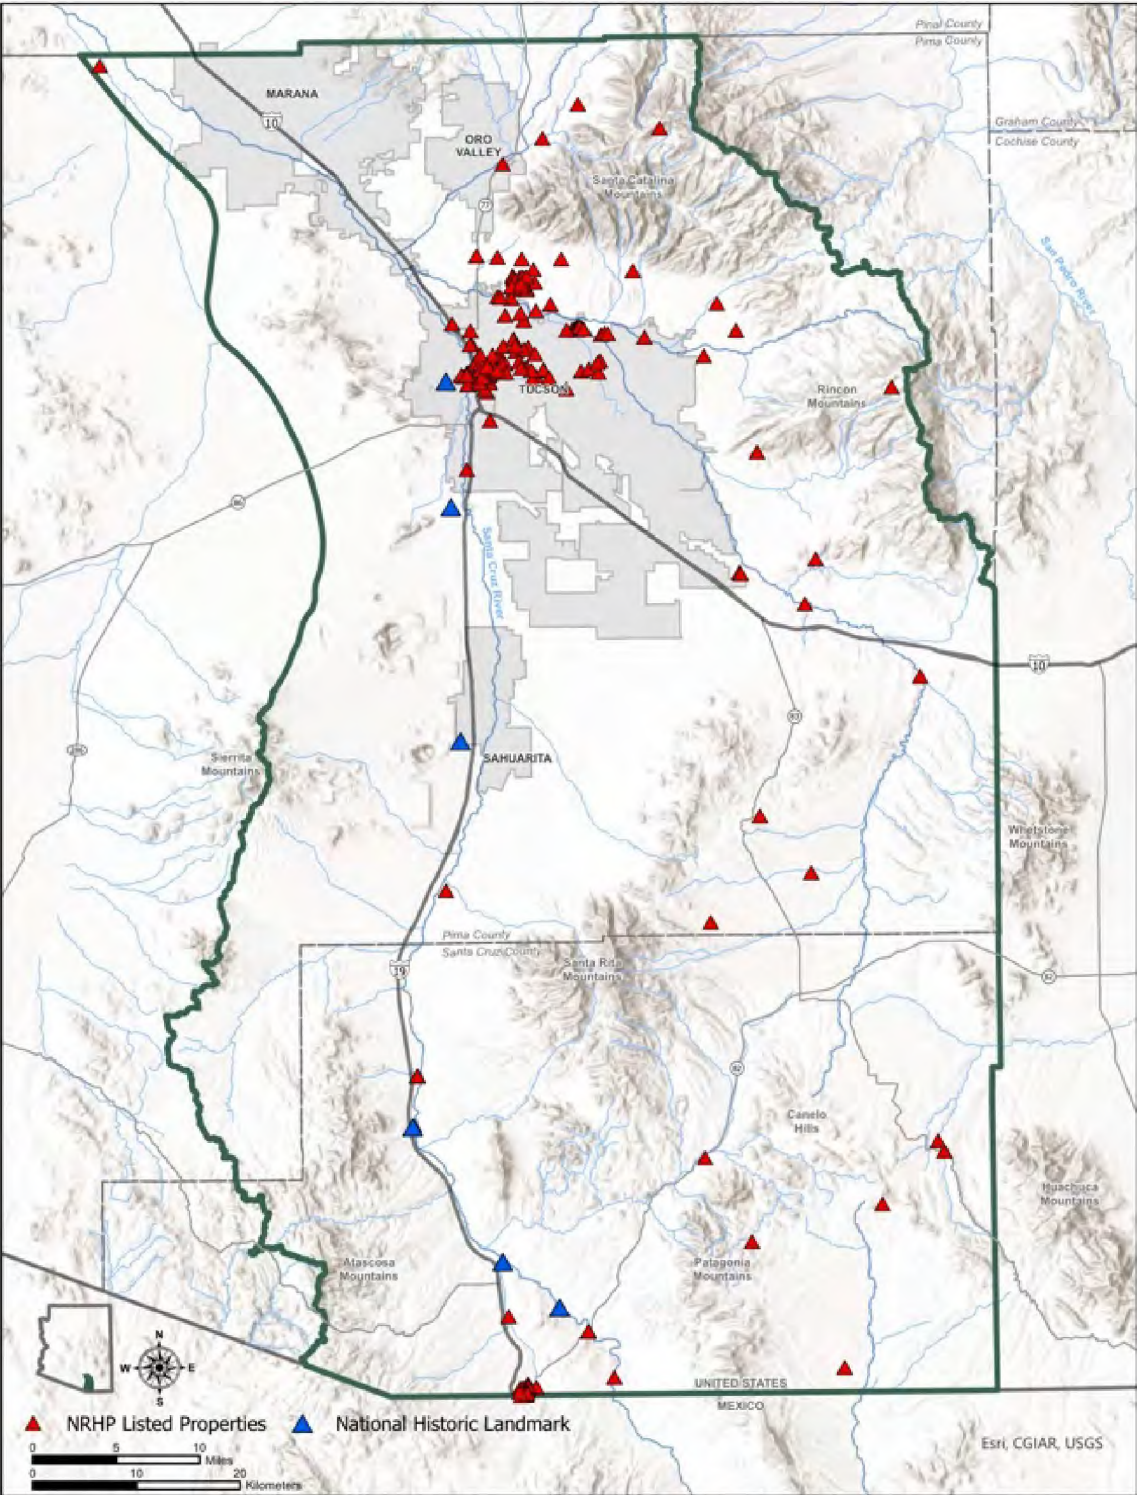 Pinal County
Pima County
MARANA
10
Graham County
Cochise County
ORO
VALLEY
Santa Catalina
Mountains
77
San Pedro River
TUCSON
Rincon
Mountains
86
Santa Cruz River
10
83
286
Sierrita
Mountains
SAHUARITA
Whetstone
Mountains
Pima County
Santa Cruz County
19
Santa Rita
Mountains
82
82
Canelo
Hills
Huachuca
Mountains
Atascosa
Mountains
Patagonia
Mountains
N
W E
S
UNITED STATES
MEXICO
NRHP Listed Properties National Historic Landmark
Esri, CGIAR, USGS
0 5 10
Miles
0 10 20
Kilometers